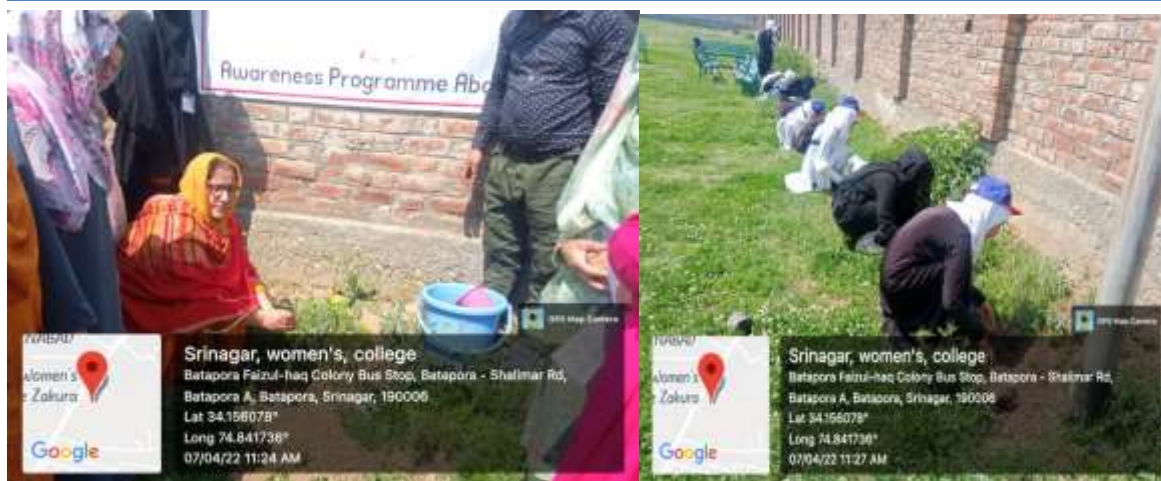 Awareness Programme Abo
GPS Map Camera
Women's
Zakura
Google
Srinagar, women's, college
Batapora Faizul-haq Colony Bus Stop, Batapora - Shalimar Rd,
Batapora A, Batapora, Srinagar, 190006
Lat 34.156078°
Long 74.841736°
07/04/22 11:24 AM
GPS Map Camera
Women's
Zakura
Google
Srinagar, women's, college
Batapora Faizul-haq Colony Bus Stop, Batapora - Shalimar Rd,
Batapora A, Batapora, Srinagar, 190006
Lat 34.156078°
Long 74.841736°
07/04/22 11:27 AM